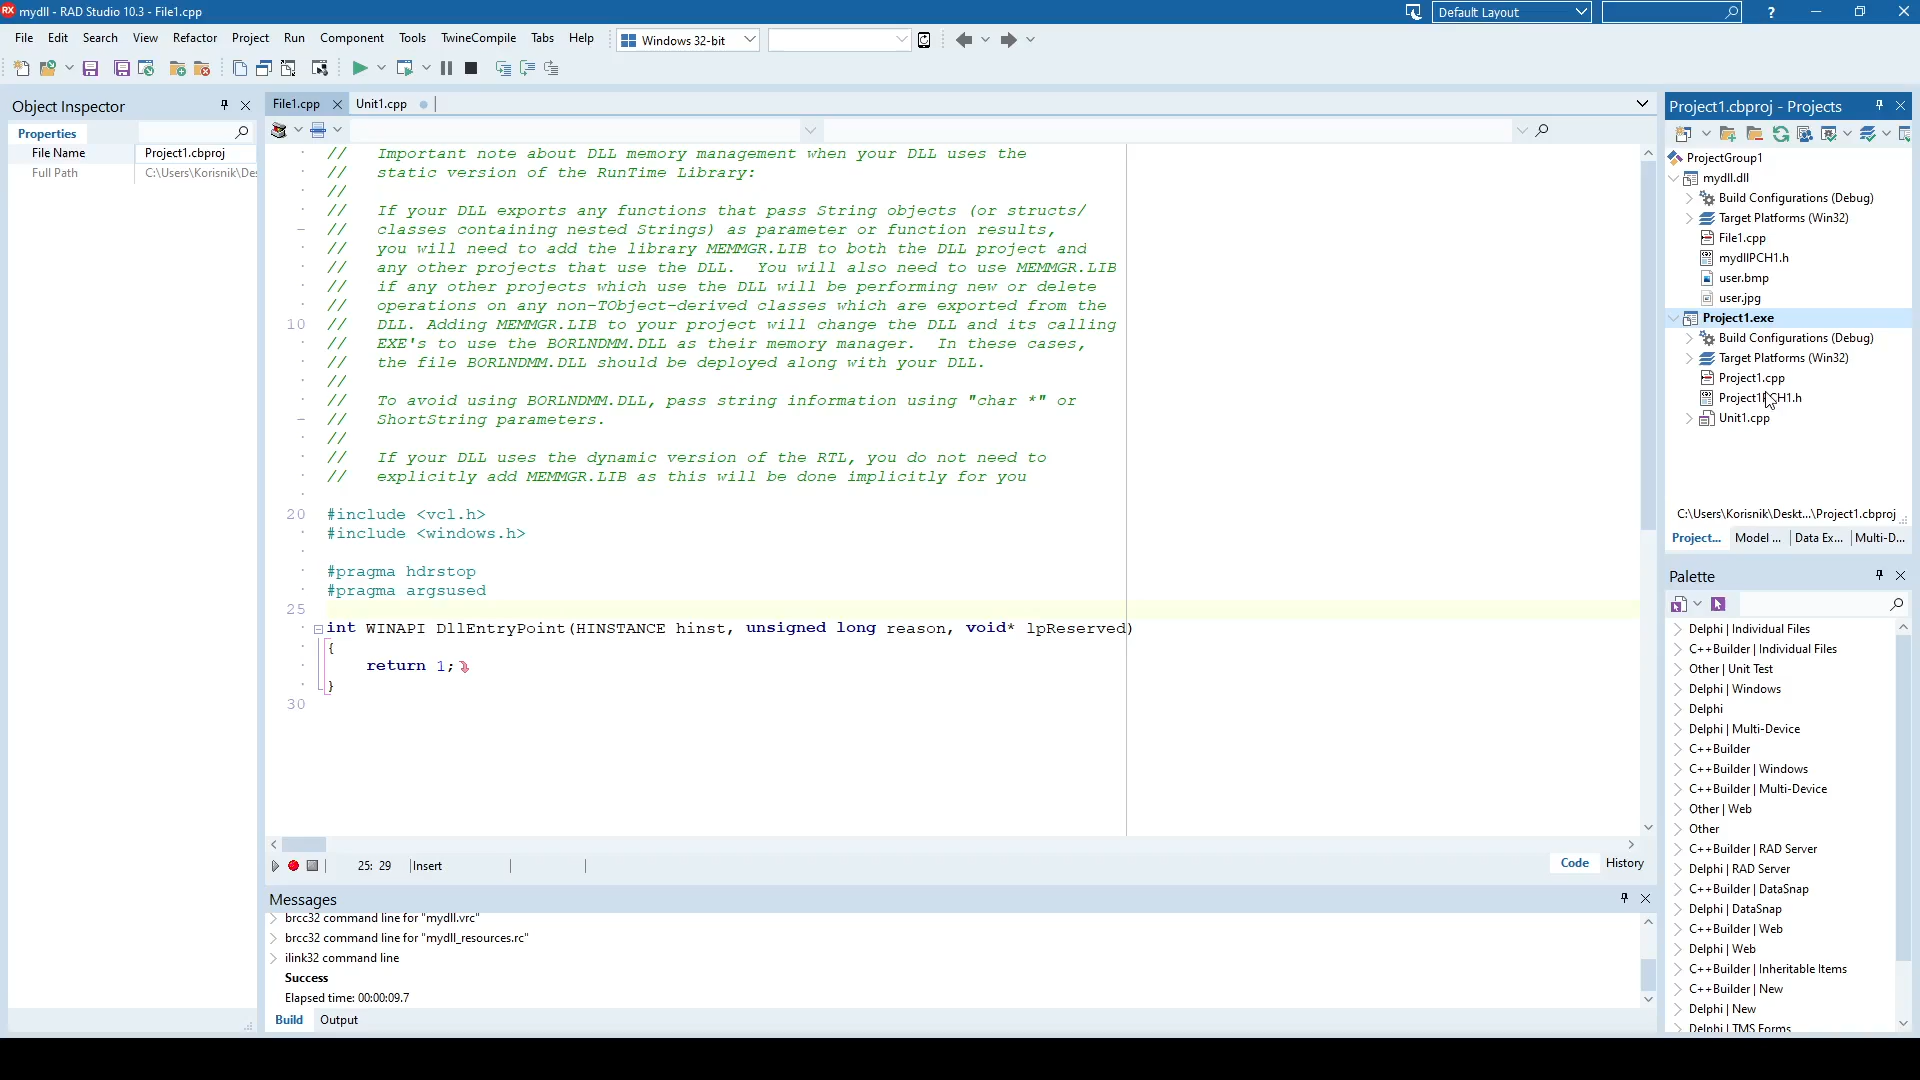 mydll - RAD Studio 10.3 - File1.cpp
Default Layout
?
File Edit Search View Refactor Project Run Component Tools TwineCompile Tabs Help
Windows 32-bit
Object Inspector
Properties
File Name Project1.cbproj
Full Path C:\Users\Korisnik\Des
File1.cpp Unit1.cpp
// Important note about DLL memory management when your DLL uses the
// static version of the RunTime Library:
//
// If your DLL exports any functions that pass String objects (or structs/
// classes containing nested Strings) as parameter or function results,
// you will need to add the library MEMMGR.LIB to both the DLL project and
// any other projects that use the DLL. You will also need to use MEMMGR.LIB
// if any other projects which use the DLL will be performing new or delete
// operations on any non-TObject-derived classes which are exported from the
10 // DLL. Adding MEMMGR.LIB to your project will change the DLL and its calling
// EXE's to use the BORLNDMM.DLL as their memory manager. In these cases,
// the file BORLNDMM.DLL should be deployed along with your DLL.
//
// To avoid using BORLNDMM.DLL, pass string information using "char *" or
// ShortString parameters.
//
// If your DLL uses the dynamic version of the RTL, you do not need to
// explicitly add MEMMGR.LIB as this will be done implicitly for you
20 #include <vcl.h>
#include <windows.h>
#pragma hdrstop
#pragma argsused
25
int WINAPI DllEntryPoint(HINSTANCE hinst, unsigned long reason, void* lpReserved)
{
return 1;
}
30
25: 29 Insert
Code History
Messages
brcc32 command line for "mydll.vrc"
brcc32 command line for "mydll_resources.rc"
ilink32 command line
Success
Elapsed time: 00:00:09.7
Build Output
Project1.cbproj - Projects
ProjectGroup1
mydll.dll
Build Configurations (Debug)
Target Platforms (Win32)
File1.cpp
mydllPCH1.h
user.bmp
user.jpg
Project1.exe
Build Configurations (Debug)
Target Platforms (Win32)
Project1.cpp
Project1PCH1.h
Unit1.cpp
C:\Users\Korisnik\Deskt...\Project1.cbproj
Project... Model ... Data Ex... Multi-D...
Palette
Delphi | Individual Files
C++Builder | Individual Files
Other | Unit Test
Delphi | Windows
Delphi
Delphi | Multi-Device
C++Builder
C++Builder | Windows
C++Builder | Multi-Device
Other | Web
Other
C++Builder | RAD Server
Delphi | RAD Server
C++Builder | DataSnap
Delphi | DataSnap
C++Builder | Web
Delphi | Web
C++Builder | Inheritable Items
C++Builder | New
Delphi | New
Delphi | TMS Forms